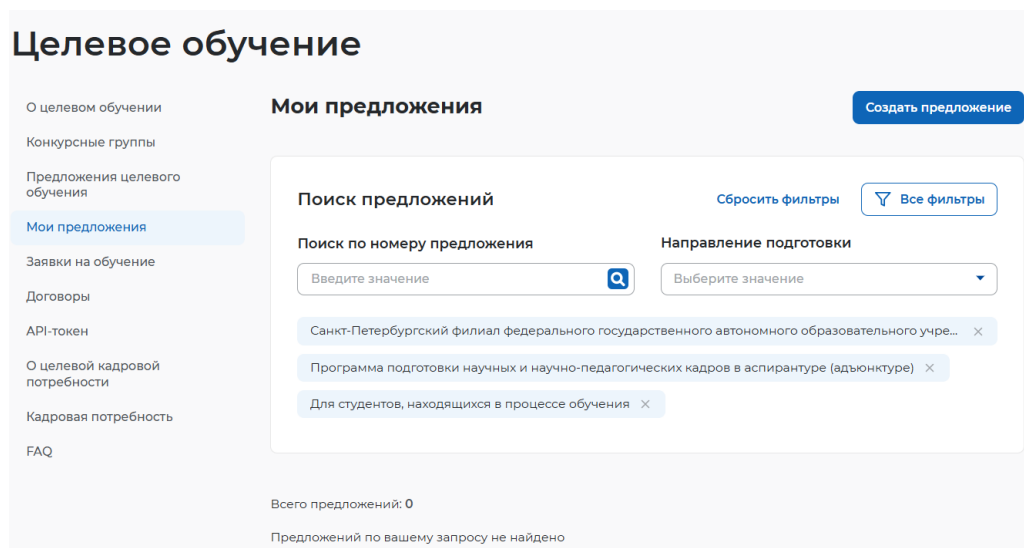 Целевое обучение
О целевом обучении
Конкурсные группы
Предложения целевого
обучения
Мои предложения
Заявки на обучение
Договоры
API-токен
О целевой кадровой
потребности
Кадровая потребность
FAQ
Мои предложения
Создать предложение
Поиск предложений
Сбросить фильтры
Все фильтры
Поиск по номеру предложения
Направление подготовки
Введите значение
Выберите значение
Санкт-Петербургский филиал федерального государственного автономного образовательного учре...
Программа подготовки научных и научно-педагогических кадров в аспирантуре (адъюнктуре)
Для студентов, находящихся в процессе обучения
Всего предложений: 0
Предложений по вашему запросу не найдено